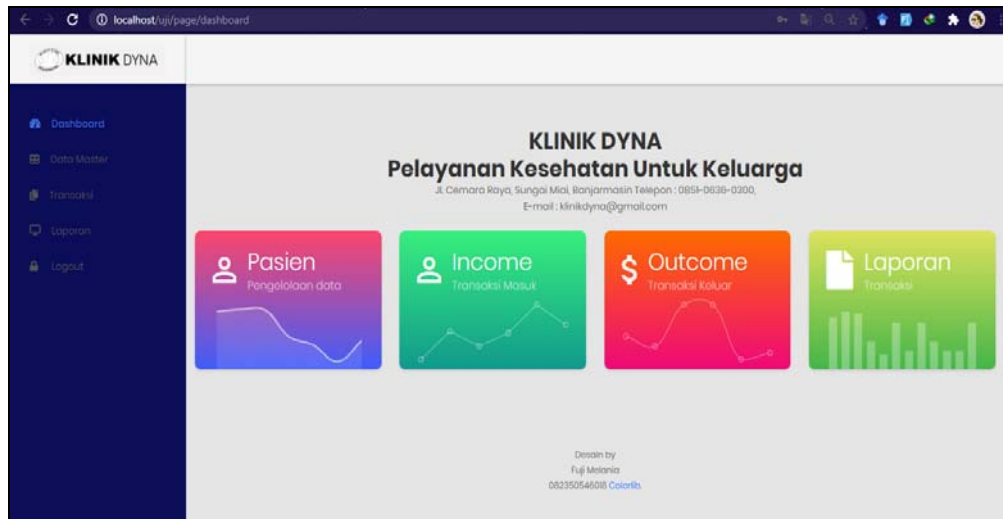 localhost/uji/page/dashboard
KLINIK DYNA
Dashboard
Data Master
Transaksi
Laporan
Logout
KLINIK DYNA
Pelayanan Kesehatan Untuk Keluarga
Jl. Cemara Raya, Sungai Miai, Banjarmasin Telepon : 0851-0636-0300,
E-mail : klinikdyna@gmail.com
Pasien
Pengelolaan data
Income
Transaksi Masuk
$ Outcome
Transaksi Keluar
Laporan
Transaksi
Desain by
Fuji Melania
082350546018 Colorlib.